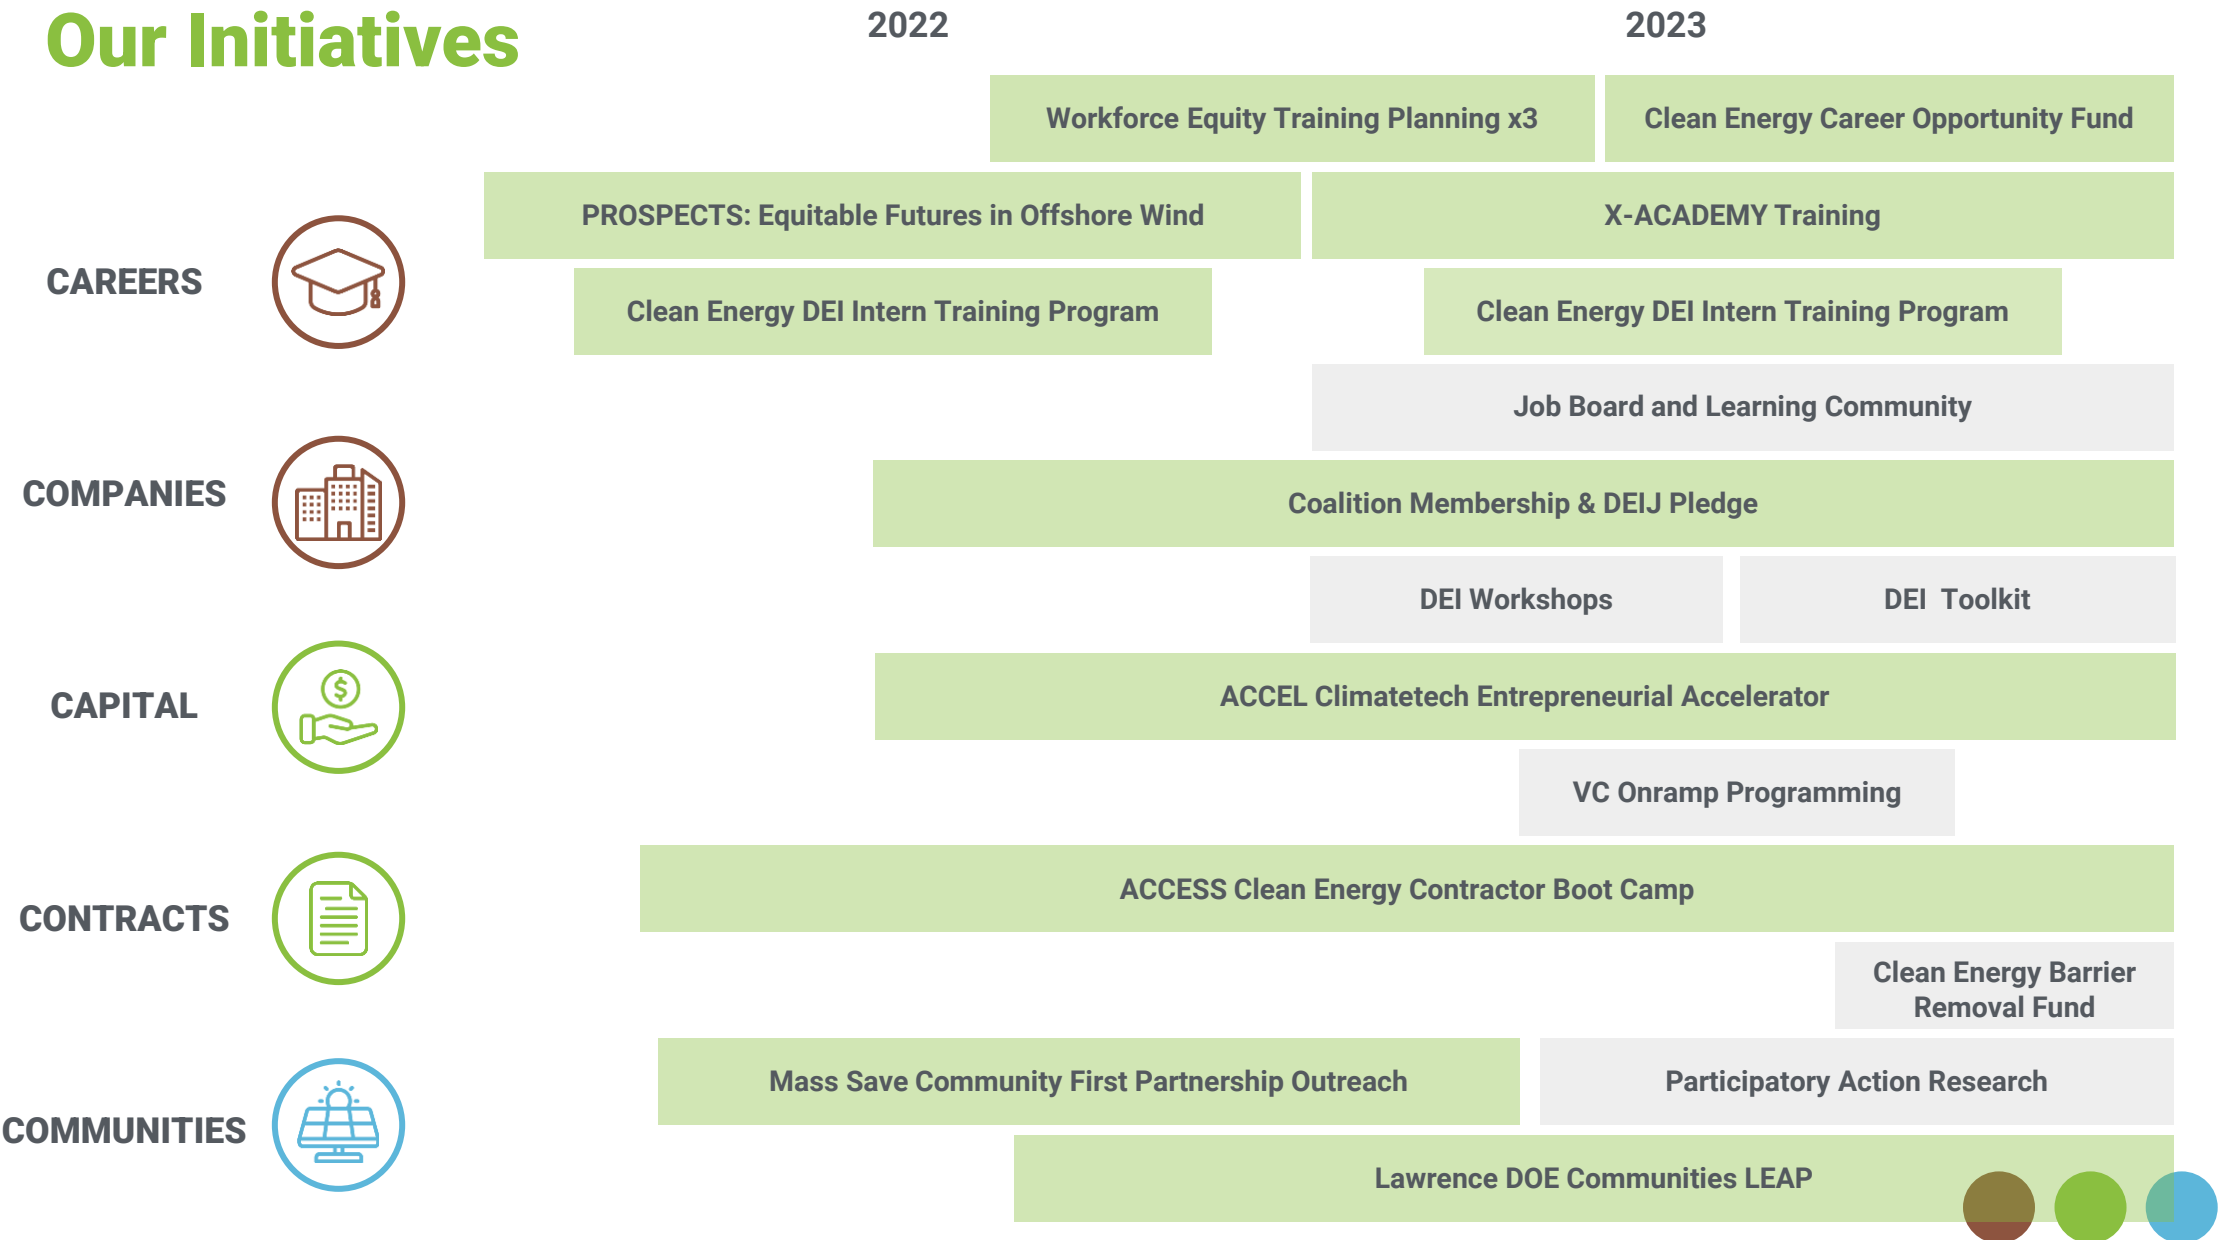 Our Initiatives
2022
2023
Workforce Equity Training Planning x3
Clean Energy Career Opportunity Fund
PROSPECTS: Equitable Futures in Offshore Wind
X-ACADEMY Training
CAREERS
Clean Energy DEI Intern Training Program
Clean Energy DEI Intern Training Program
Job Board and Learning Community
COMPANIES
Coalition Membership & DEIJ Pledge
DEI Workshops
DEI Toolkit
CAPITAL
$
ACCEL Climatetech Entrepreneurial Accelerator
VC Onramp Programming
CONTRACTS
ACCESS Clean Energy Contractor Boot Camp
Clean Energy Barrier
Removal Fund
COMMUNITIES
Mass Save Community First Partnership Outreach
Participatory Action Research
Lawrence DOE Communities LEAP